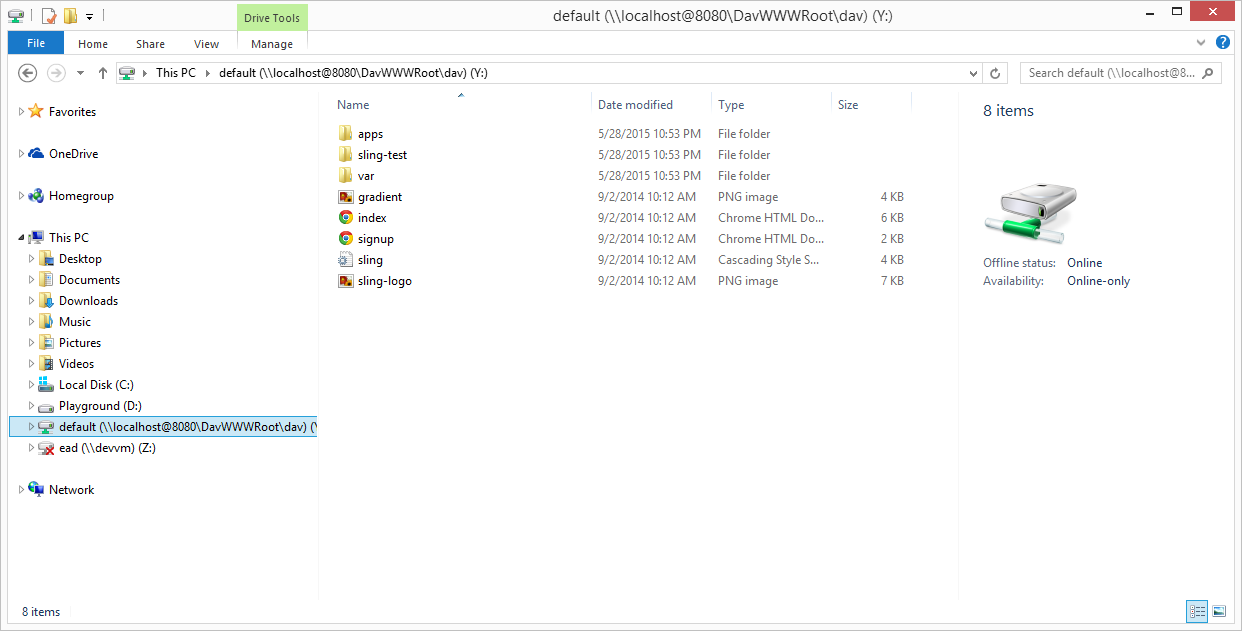 Drive Tools
default (\\localhost@8080\DavWWWRoot\dav) (Y:)
File Home Share View Manage
This PC default (\\localhost@8080\DavWWWRoot\dav) (Y:)
Search default (\\localhost@8...
Favorites
OneDrive
Homegroup
This PC
Desktop
Documents
Downloads
Music
Pictures
Videos
Local Disk (C:)
Playground (D:)
default (\\localhost@8080\DavWWWRoot\dav) (Y
ead (\\devvm) (Z:)
Network
Name Date modified Type Size
apps 5/28/2015 10:53 PM File folder
sling-test 5/28/2015 10:53 PM File folder
var 5/28/2015 10:53 PM File folder
gradient 9/2/2014 10:12 AM PNG image 4 KB
index 9/2/2014 10:12 AM Chrome HTML Do... 6 KB
signup 9/2/2014 10:12 AM Chrome HTML Do... 2 KB
sling 9/2/2014 10:12 AM Cascading Style S... 4 KB
sling-logo 9/2/2014 10:12 AM PNG image 7 KB
8 items
Offline status: Online
Availability: Online-only
8 items